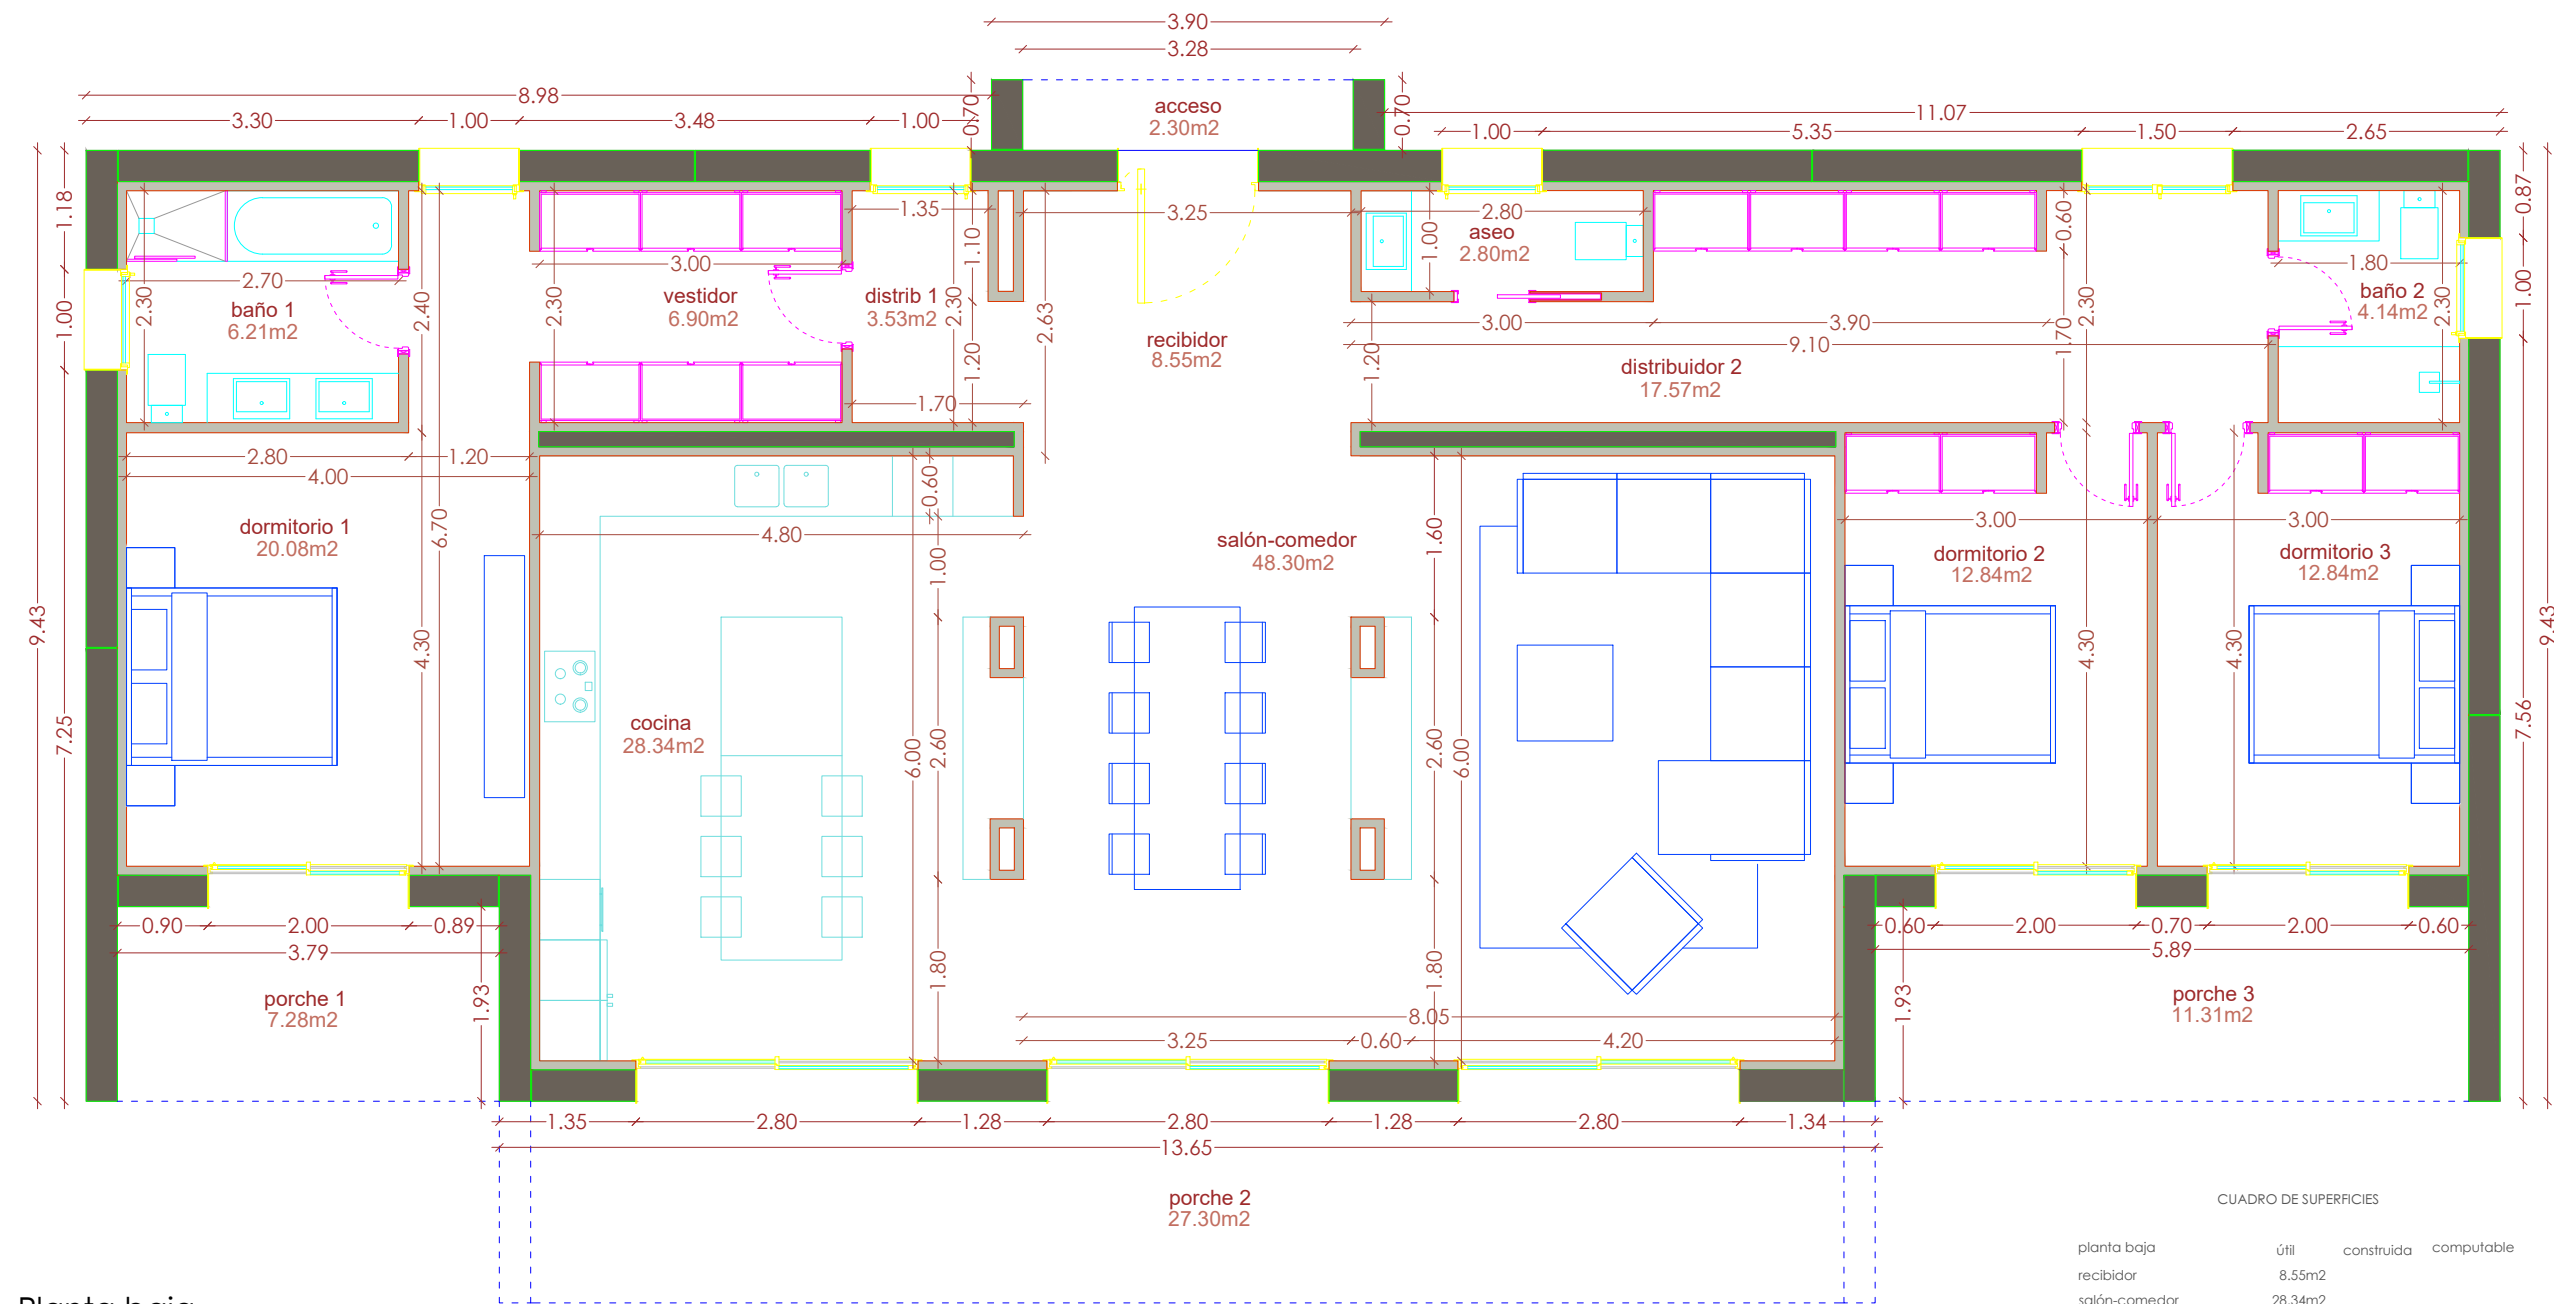 3.90
3.28
8.98
3.30
1.00
3.48
1.00
0.70
acceso
2.30m2
0.70
11.07
1.00
5.35
1.50
2.65
1.18
1.00
7.25
9.43
2.30
2.70
baño 1
6.21m2
2.40
2.30
3.00
vestidor
6.90m2
1.35
distrib 1
3.53m2
2.30
1.10
1.20
1.70
2.63
3.25
recibidor
8.55m2
2.80
1.00
aseo
2.80m2
3.00
3.90
9.10
1.20
distribuidor 2
17.57m2
0.60
1.70
2.30
1.80
baño 2
4.14m2
2.30
0.87
1.00
7.56
9.43
2.80
1.20
4.00
dormitorio 1
20.08m2
6.70
4.30
0.60
4.80
1.00
cocina
28.34m2
6.00
2.60
1.80
salón-comedor
48.30m2
1.60
2.60
6.00
1.80
8.05
3.25
0.60
4.20
3.00
3.00
dormitorio 2
12.84m2
dormitorio 3
12.84m2
4.30
4.30
0.90
2.00
0.89
3.79
porche 1
7.28m2
1.93
0.60
2.00
0.70
2.00
0.60
5.89
1.93
porche 3
11.31m2
1.35
2.80
1.28
2.80
1.28
2.80
1.34
13.65
porche 2
27.30m2
CUADRO DE SUPERFICIES
planta baja útil construida computable
recibidor 8.55m2
salón-comedor 28.34m2
Planta baja